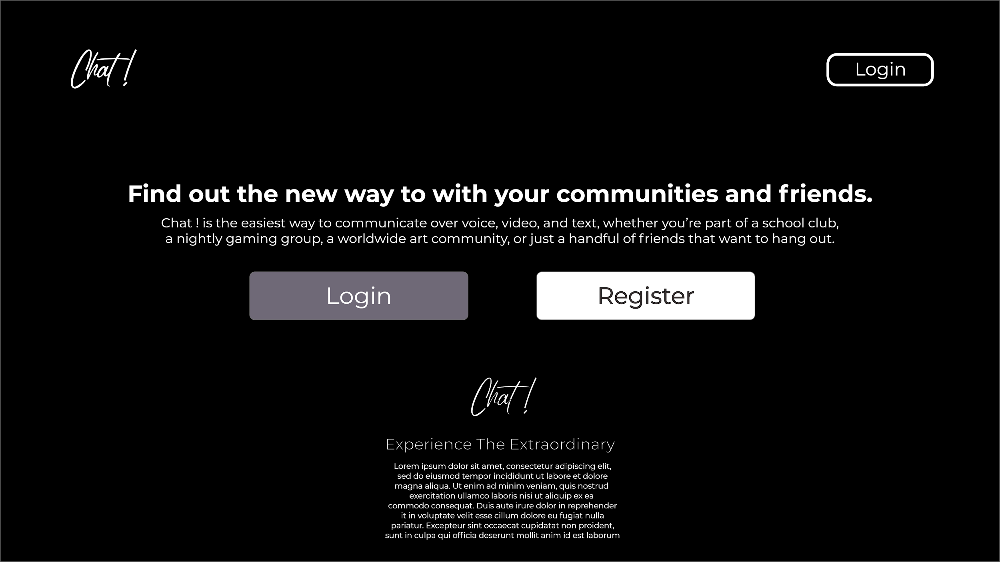 Chat !
Login
Find out the new way to with your communities and friends.
Chat ! is the easiest way to communicate over voice, video, and text, whether you’re part of a school club,
a nightly gaming group, a worldwide art community, or just a handful of friends that want to hang out.
Login
Register
Chat !
Experience The Extraordinary
Lorem ipsum dolor sit amet, consectetur adipiscing elit,
sed do eiusmod tempor incididunt ut labore et dolore
magna aliqua. Ut enim ad minim veniam, quis nostrud
exercitation ullamco laboris nisi ut aliquip ex ea
commodo consequat. Duis aute irure dolor in reprehender
it in voluptate velit esse cillum dolore eu fugiat nulla
pariatur. Excepteur sint occaecat cupidatat non proident,
sunt in culpa qui officia deserunt mollit anim id est laborum